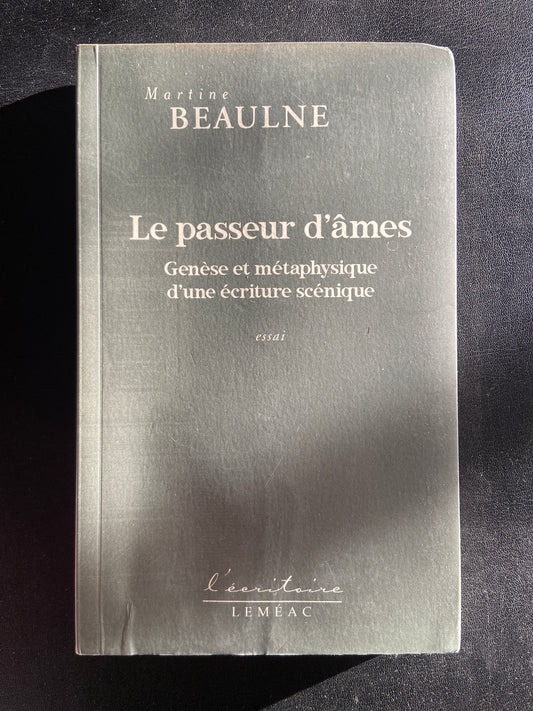 Martine
BEAULNE
Le passeur d'âmes
Genèse et métaphysique
d'une écriture scénique
essai
l'écritoire
LEMÉAC